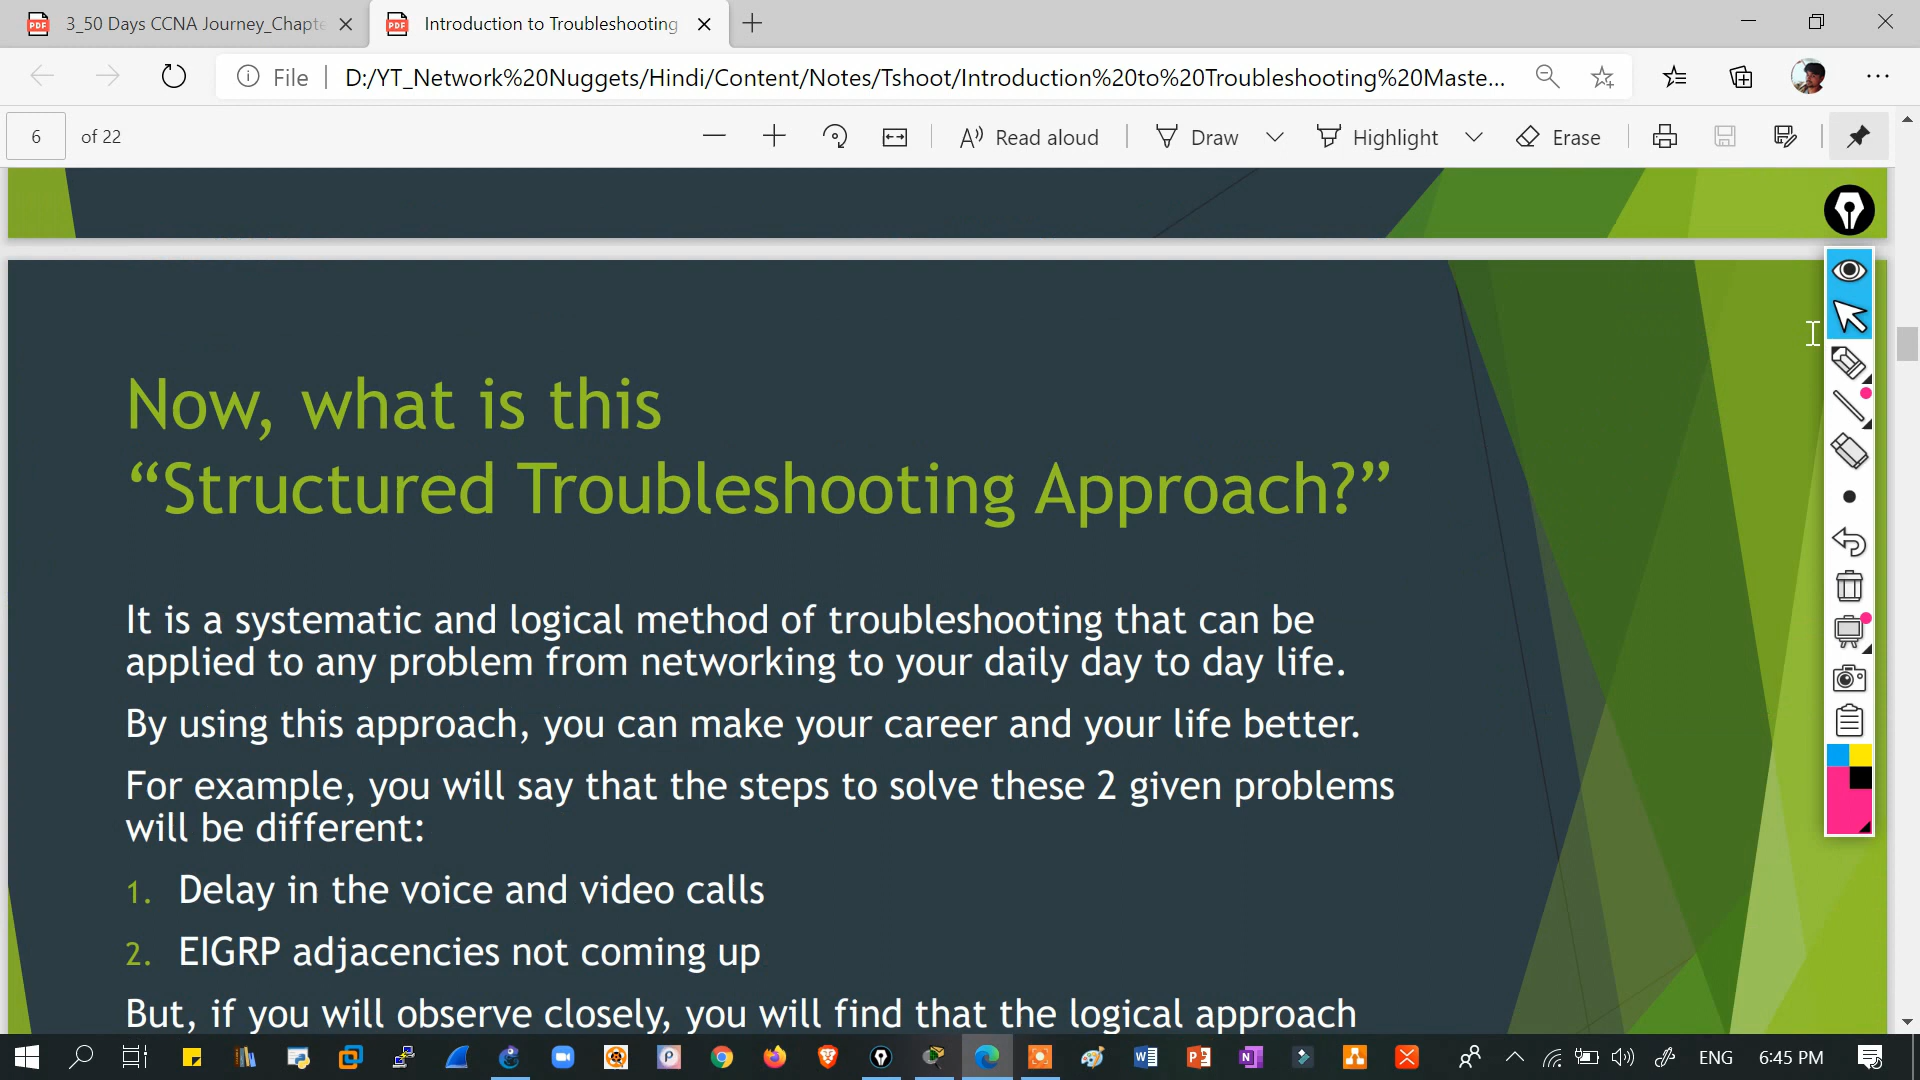 3_50 Days CCNA Journey_Chapte
Introduction to Troubleshooting
File
D:/YT_Network%20Nuggets/Hindi/Content/Notes/Tshoot/Introduction%20to%20Troubleshooting%20Maste...
6 of 22
Read aloud
Draw
Highlight
Erase
Now, what is this
“Structured Troubleshooting Approach?”
It is a systematic and logical method of troubleshooting that can be
applied to any problem from networking to your daily day to day life.
By using this approach, you can make your career and your life better.
For example, you will say that the steps to solve these 2 given problems
will be different:
1. Delay in the voice and video calls
2. EIGRP adjacencies not coming up
But, if you will observe closely, you will find that the logical approach
ENG
6:45 PM